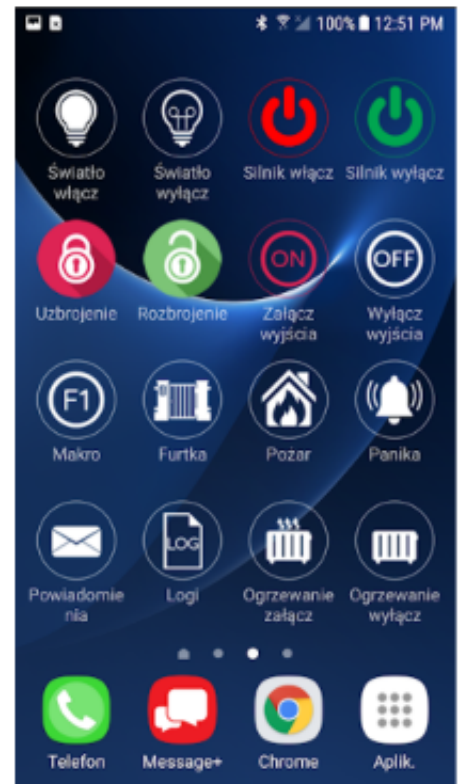 100% 12:51 PM
Światło włącz
Światło wyłącz
Silnik włącz
Silnik wyłącz
Uzbrojenie
Rozbrojenie
ON
Załącz wyjścia
OFF
Wyłącz wyjścia
F1
Makro
Furtka
Pożar
Panika
Powiadomie
nia
LOG
Logi
Ogrzewanie załącz
Ogrzewanie wyłącz
Telefon
Message+
Chrome
Aplik.